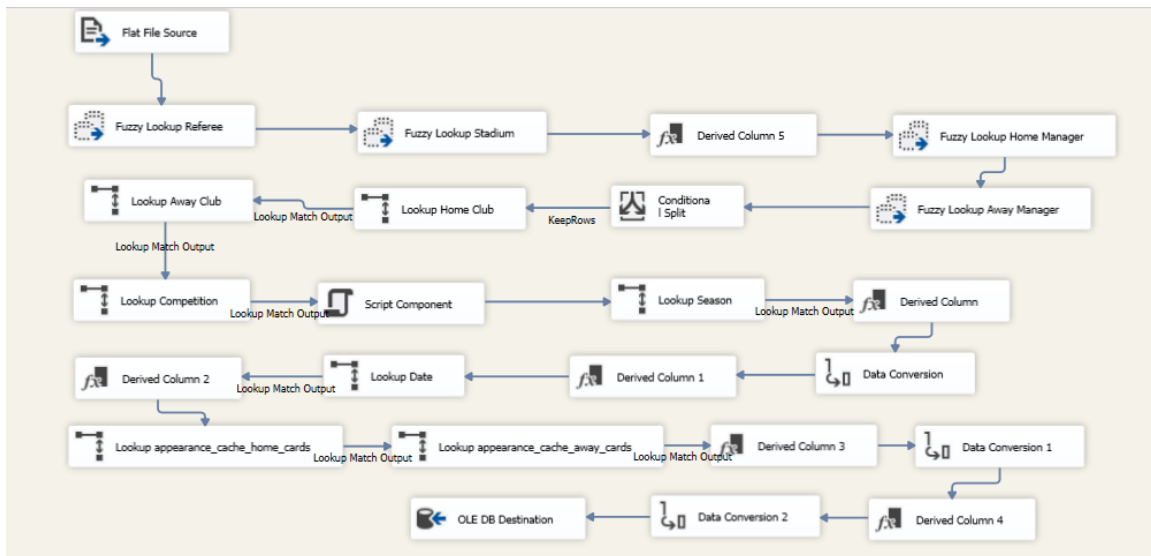 Flat File Source
Fuzzy Lookup Referee
Fuzzy Lookup Stadium
Derived Column 5
Fuzzy Lookup Home Manager
Lookup Away Club
Lookup Match Output
Lookup Home Club
KeepRows
Conditiona
l Split
Fuzzy Lookup Away Manager
Lookup Match Output
Lookup Competition
Lookup Match Output
Script Component
Lookup Season
Lookup Match Output
Derived Column
Derived Column 2
Lookup Match Output
Lookup Date
Derived Column 1
Data Conversion
Lookup appearance_cache_home_cards
Lookup Match Output
Lookup appearance_cache_away_cards
Lookup Match Output
Derived Column 3
Data Conversion 1
OLE DB Destination
Data Conversion 2
Derived Column 4